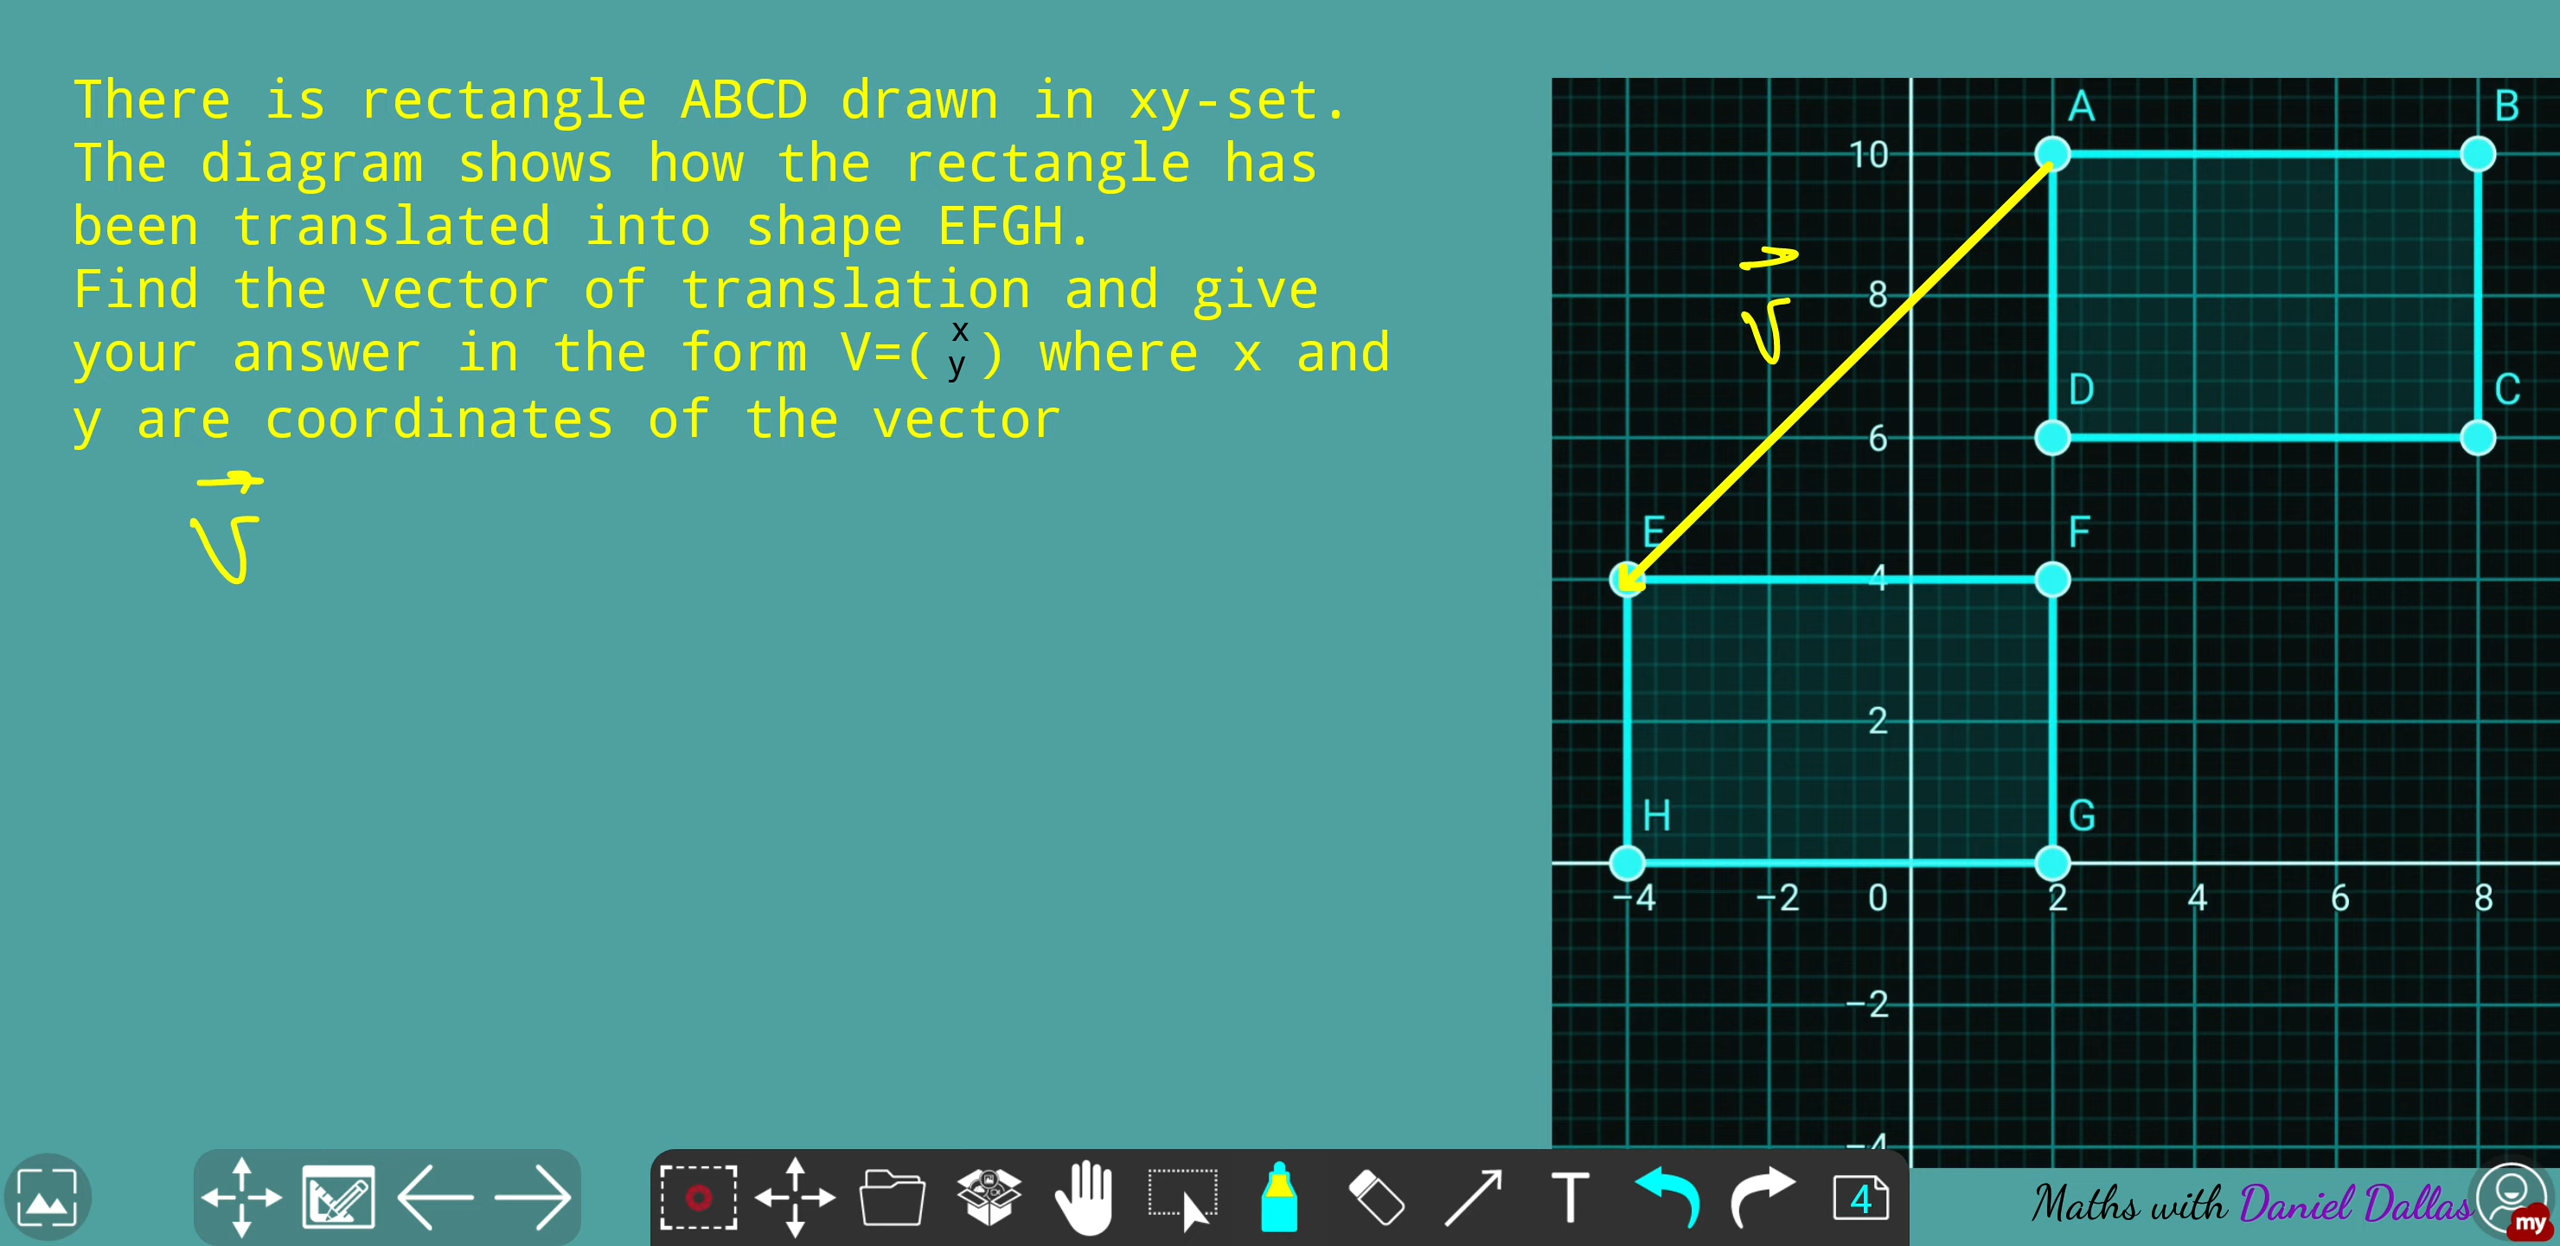 There is rectangle ABCD drawn in xy-set.
The diagram shows how the rectangle has
been translated into shape EFGH.
Find the vector of translation and give
your answer in the form V=( x y ) where x and
y are coordinates of the vector
V
V
A
B
10
8
D
C
6
E
F
4
2
H
G
−4 −2 0 2 4 6 8
−2
−4
T
4
Maths with Daniel Dallas
my